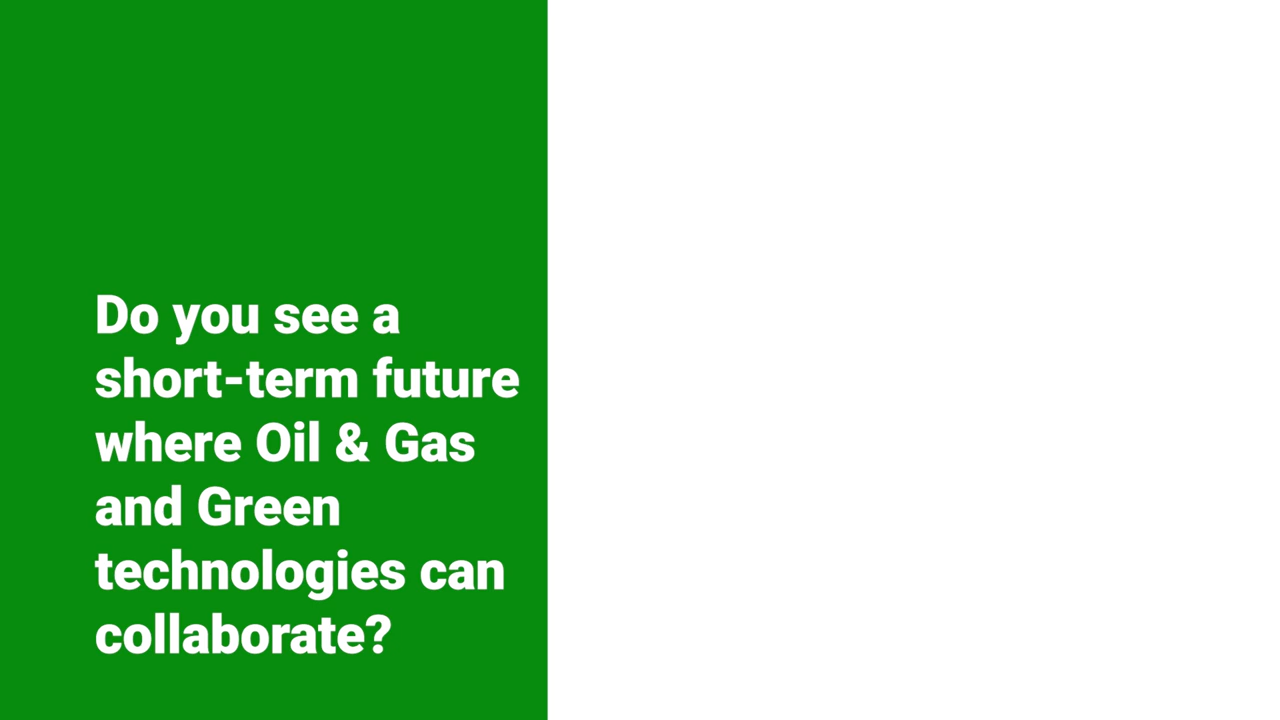 Do you see a
short-term future
where Oil & Gas
and Green
technologies can
collaborate?